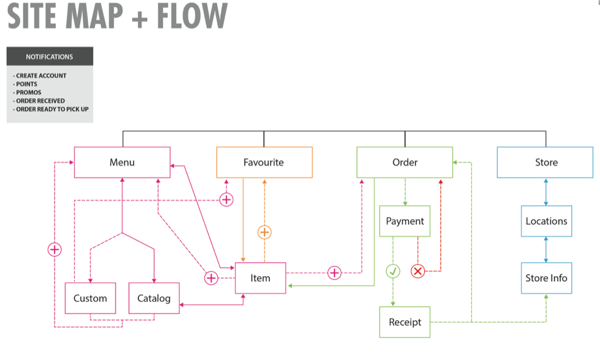 SITE MAP + FLOW
NOTIFICATIONS
- CREATE ACCOUNT
- POINTS
- PROMOS
- ORDER RECEIVED
- ORDER READY TO PICK UP
Menu
Favourite
Order
Store
Payment
Locations
Item
Store Info
Custom
Catalog
Receipt